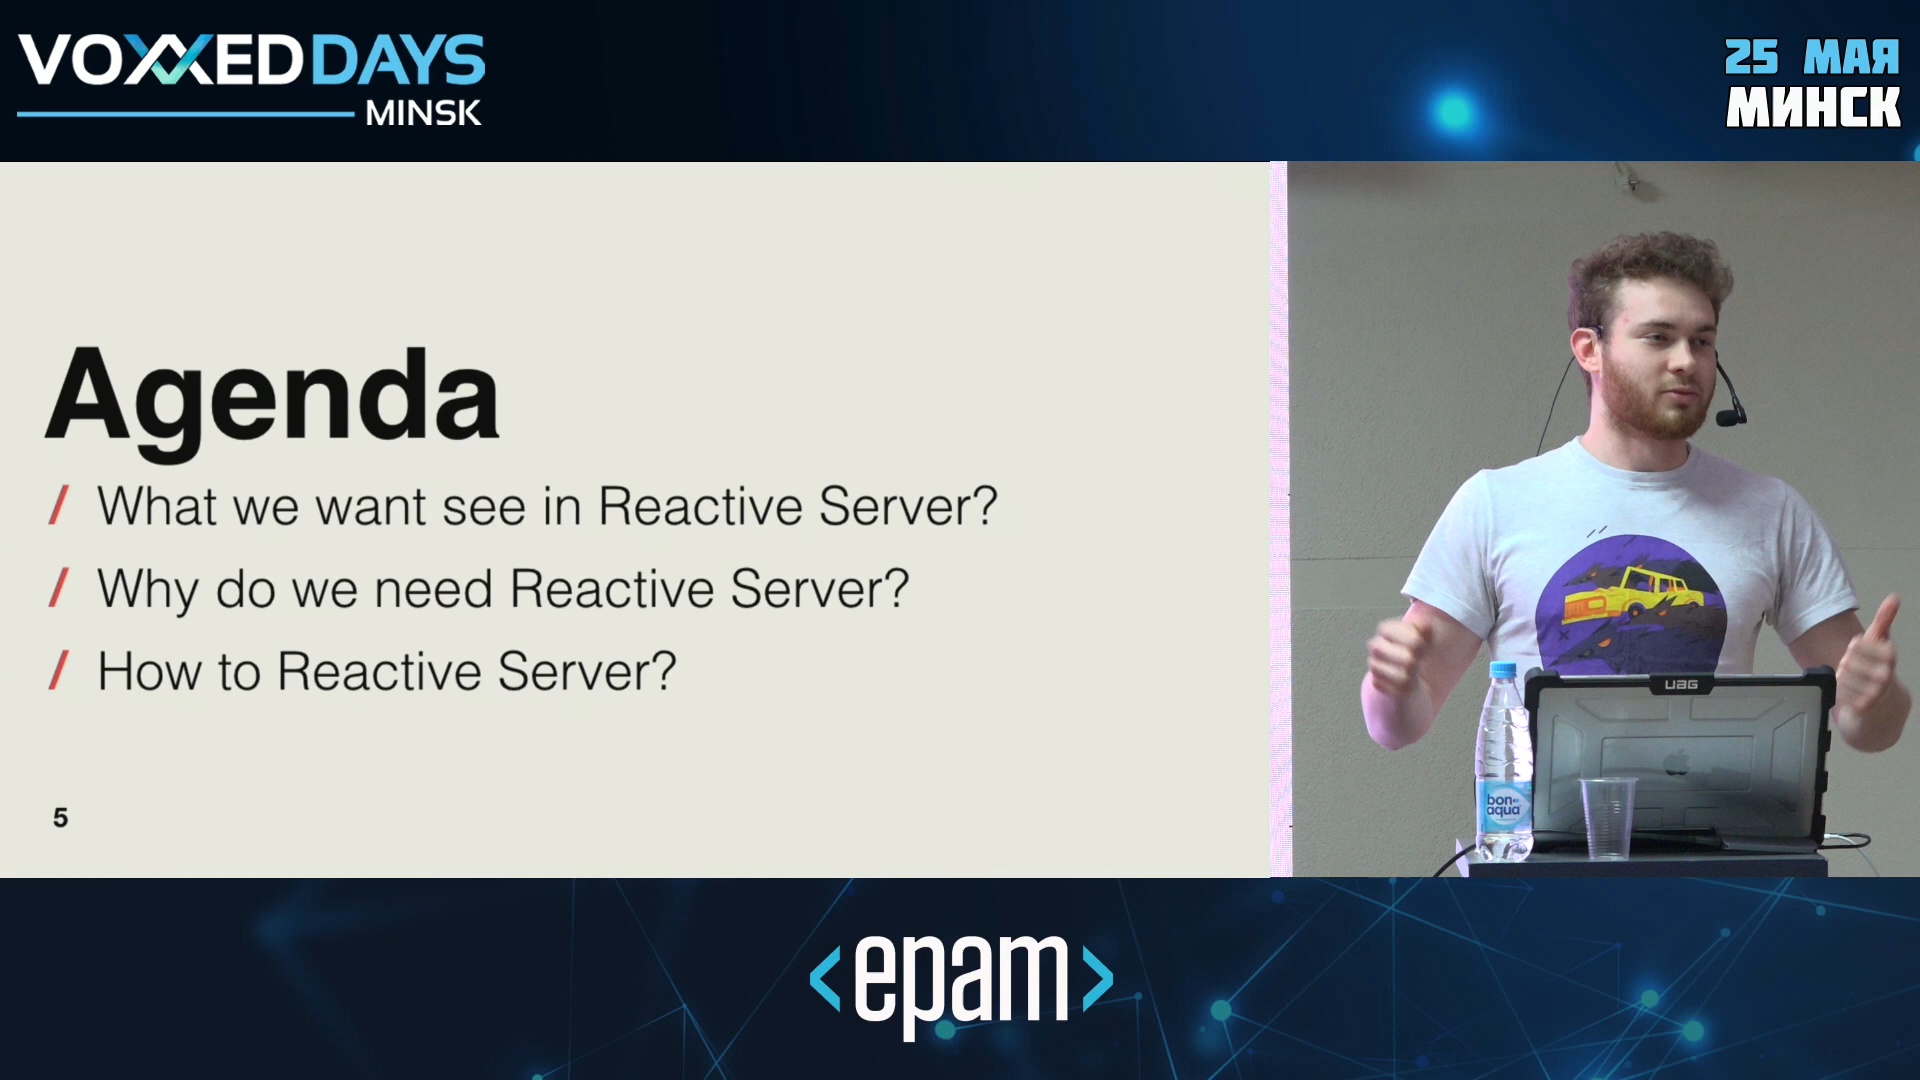 VOXXEDDAYS
MINSK
25 МАЯ
МИНСК
Agenda
/ What we want see in Reactive Server?
/ Why do we need Reactive Server?
/ How to Reactive Server?
5
UAG
bon
aqua
<epam>